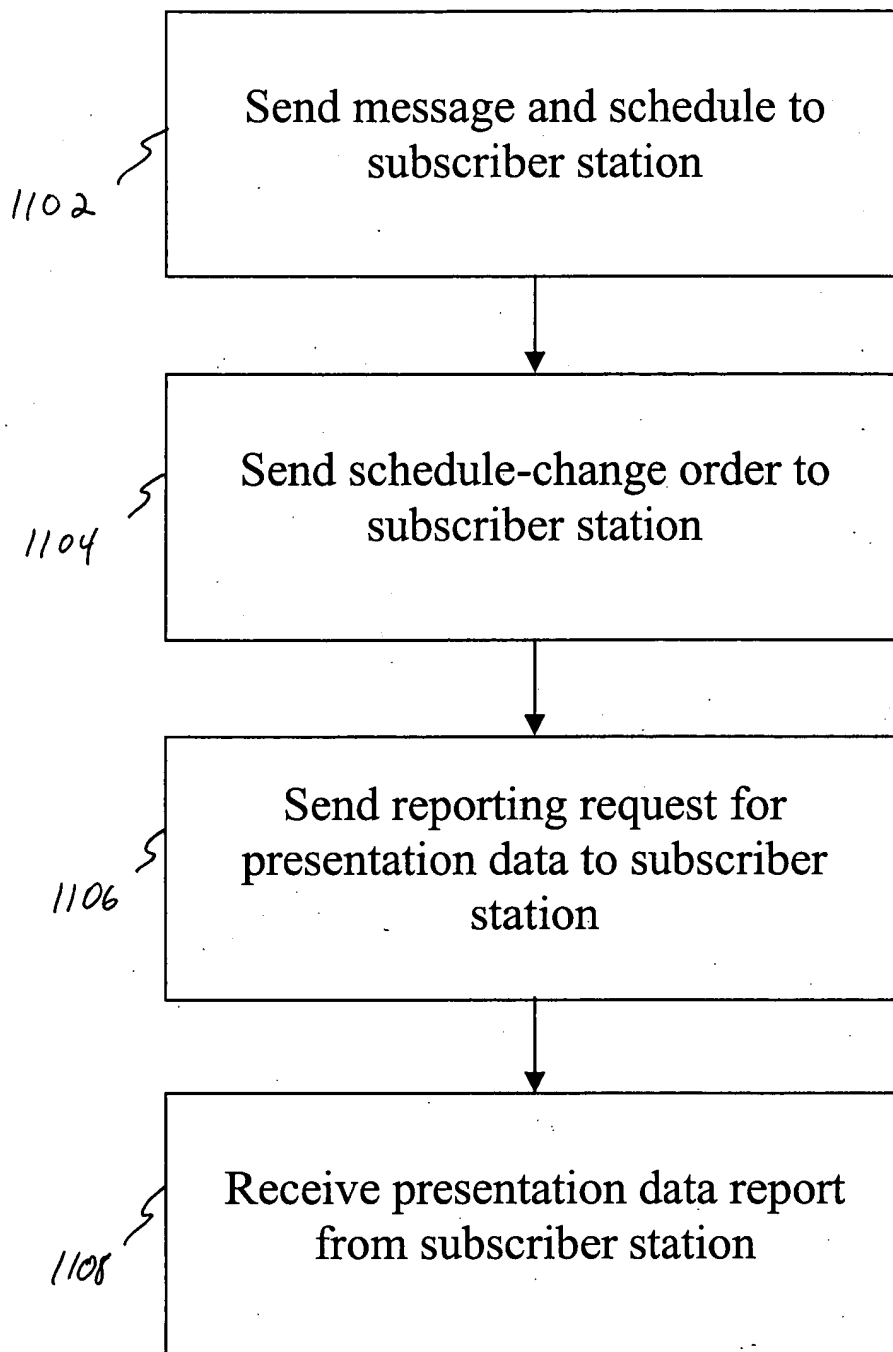 Send message and schedule to
subscriber station
1102
Send schedule-change order to
subscriber station
1104
Send reporting request for
presentation data to subscriber
station
1106
Receive presentation data report
from subscriber station
1108